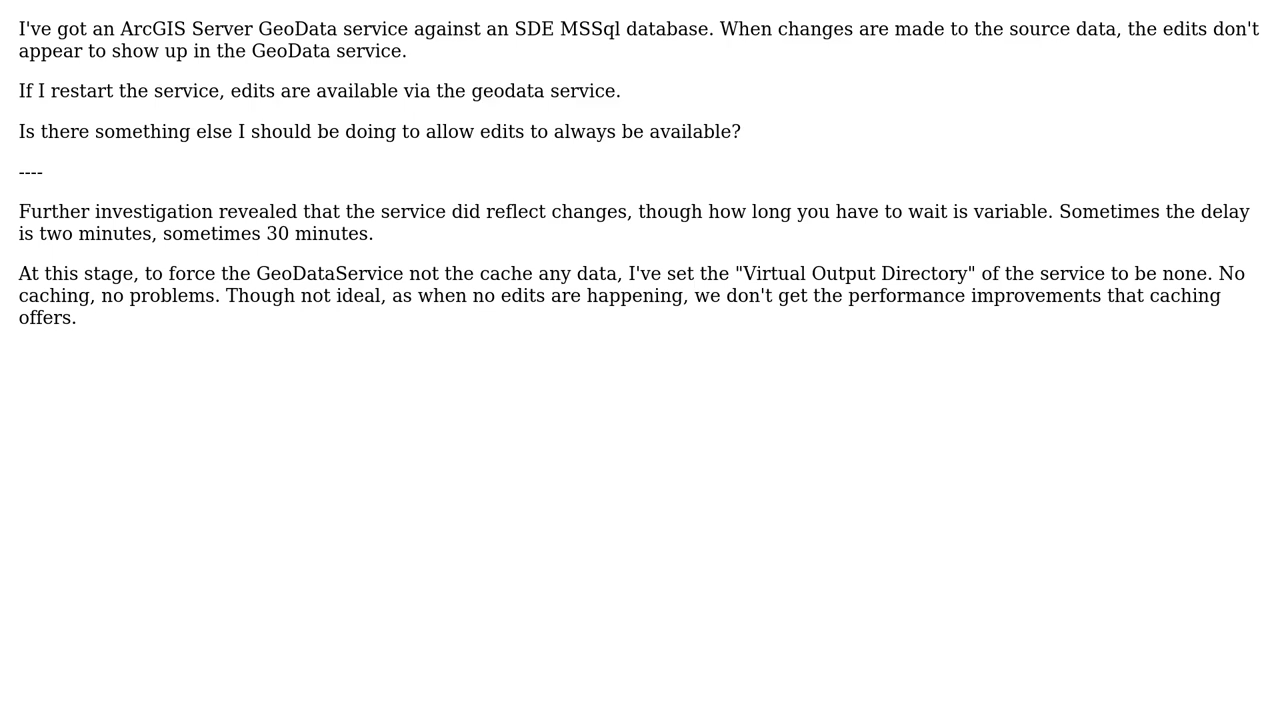 I've got an ArcGIS Server GeoData service against an SDE MSSql database. When changes are made to the source data, the edits don't
appear to show up in the GeoData service.
If I restart the service, edits are available via the geodata service.
Is there something else I should be doing to allow edits to always be available?
----
Further investigation revealed that the service did reflect changes, though how long you have to wait is variable. Sometimes the delay
is two minutes, sometimes 30 minutes.
At this stage, to force the GeoDataService not the cache any data, I've set the "Virtual Output Directory" of the service to be none. No
caching, no problems. Though not ideal, as when no edits are happening, we don't get the performance improvements that caching
offers.